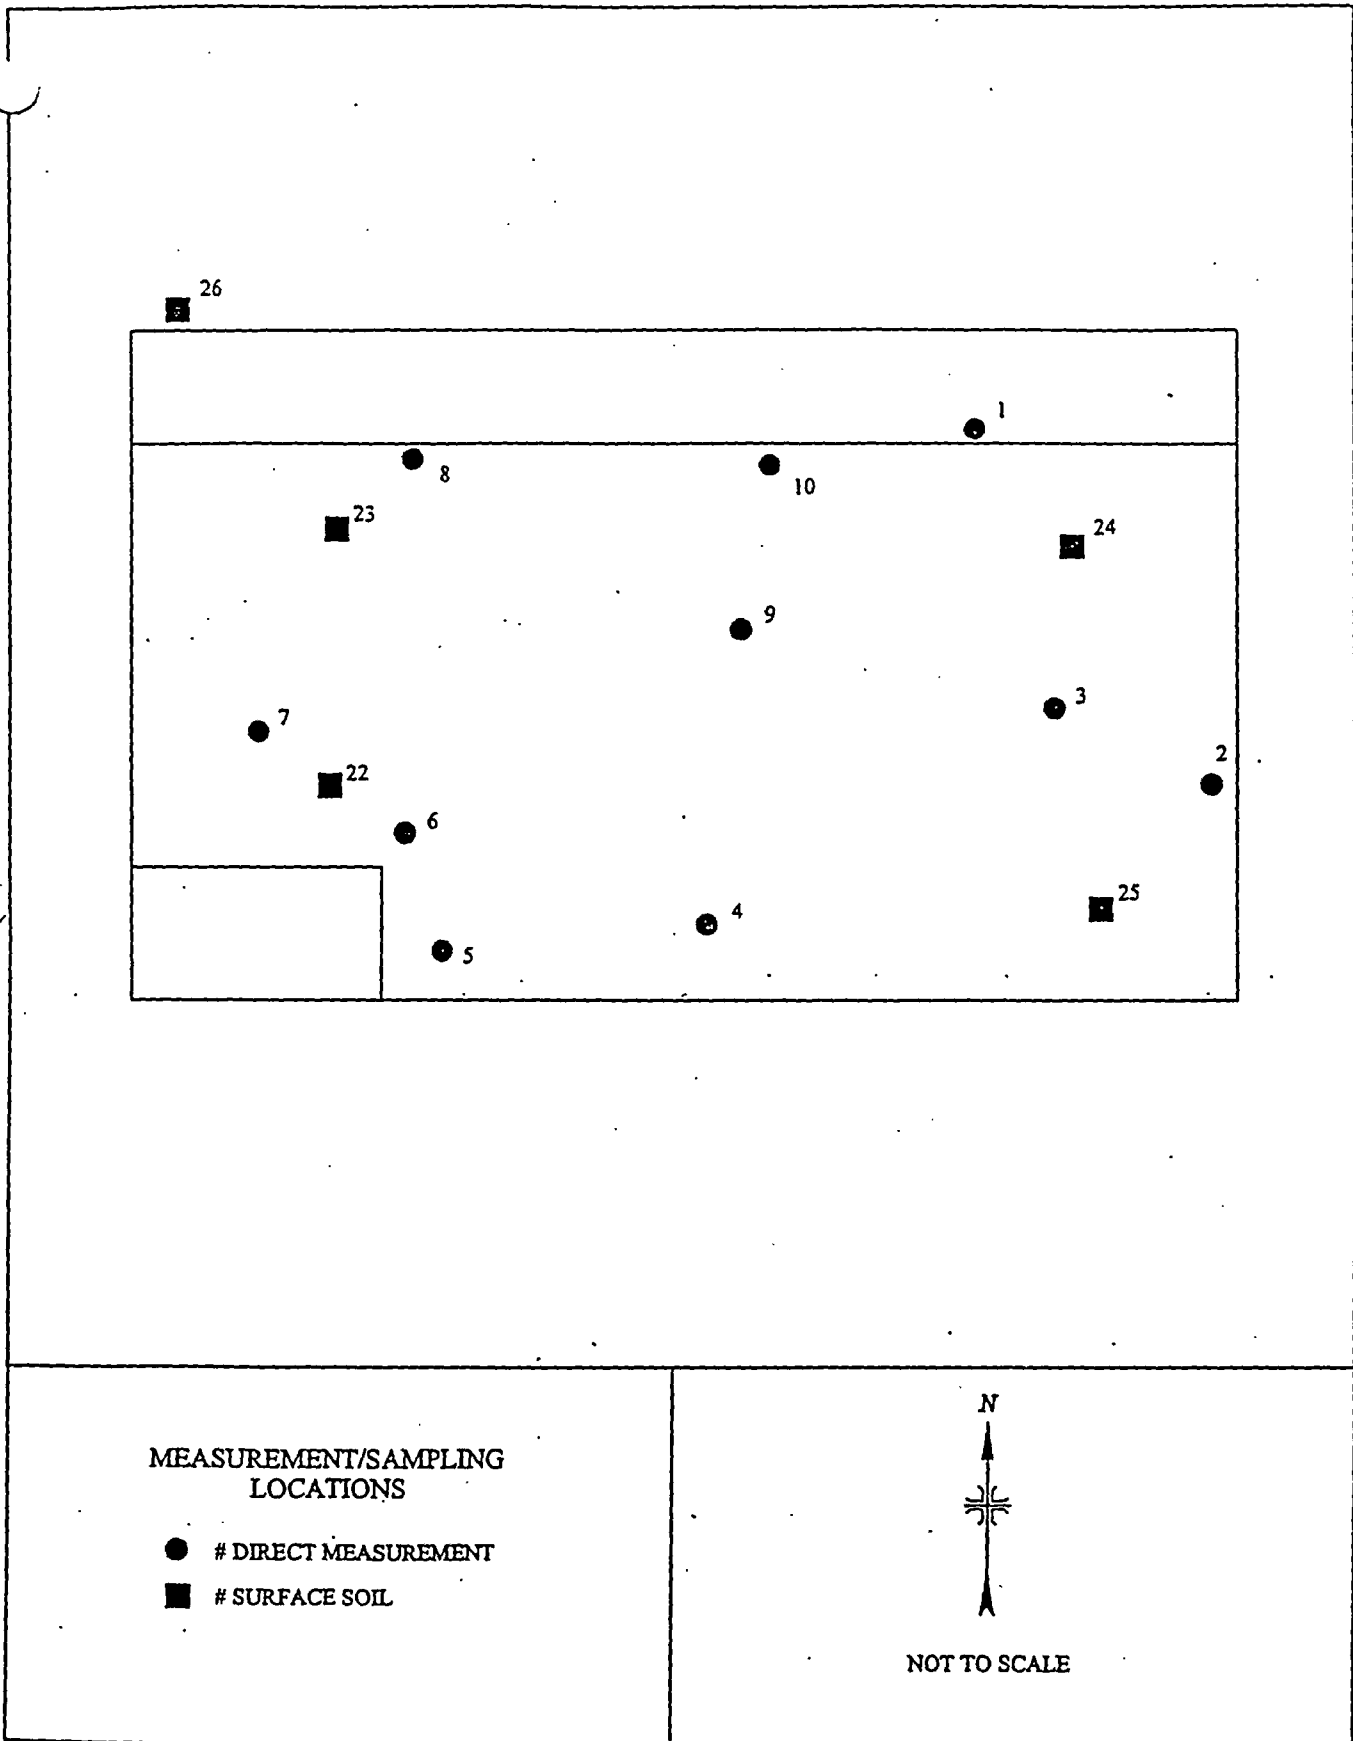 26
1
8
10
23
24
9
3
7
2
22
6
25
4
5
N
MEASUREMENT/SAMPLING
LOCATIONS
# DIRECT MEASUREMENT
# SURFACE SOIL
NOT TO SCALE